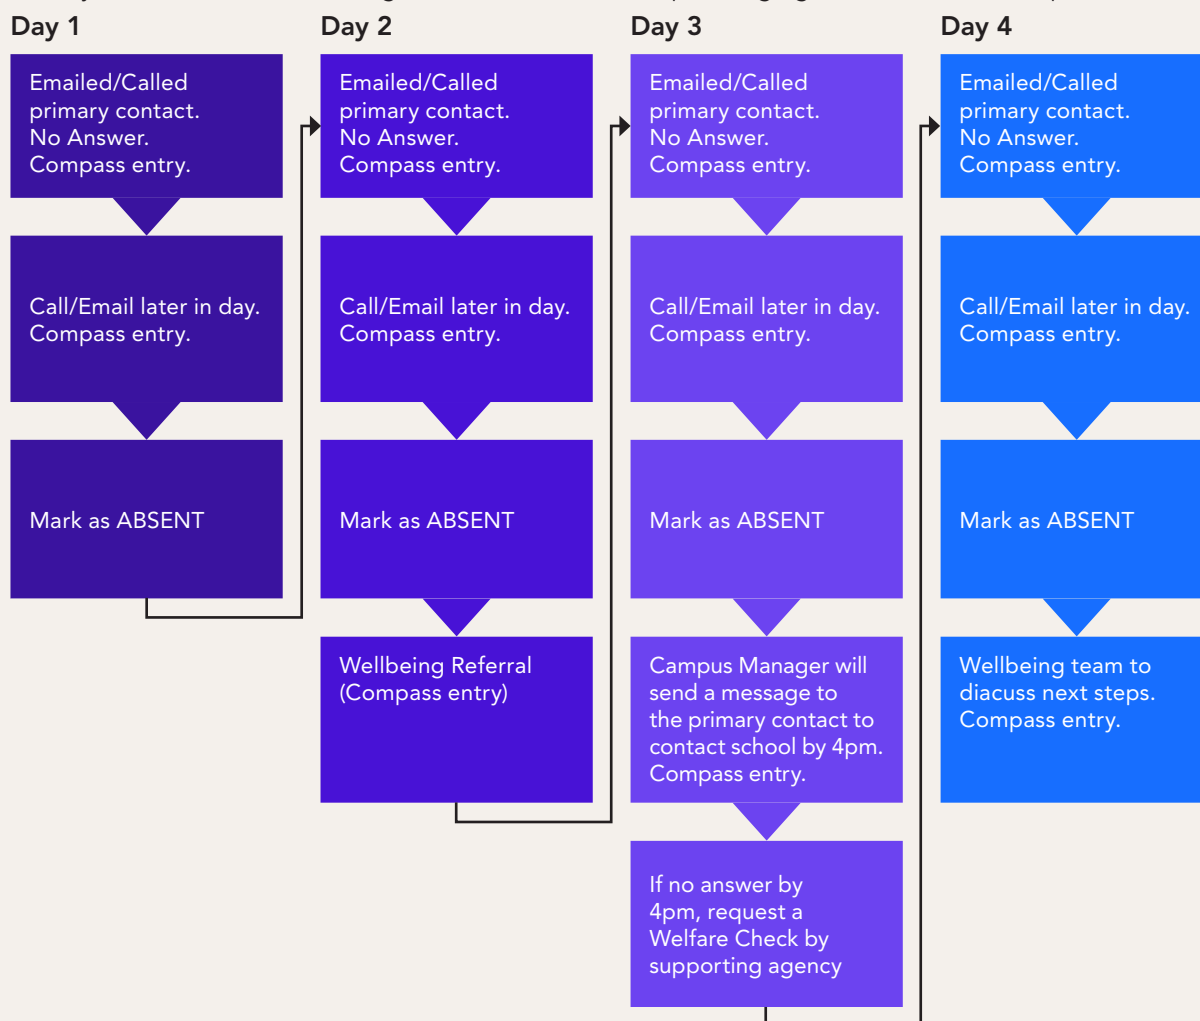 Day 1
Emailed/Called
primary contact.
No Answer.
Compass entry.
Call/Email later in day.
Compass entry.
Mark as ABSENT
Day 2
Emailed/Called
primary contact.
No Answer.
Compass entry.
Call/Email later in day.
Compass entry.
Mark as ABSENT
Wellbeing Referral
(Compass entry)
Day 3
Emailed/Called
primary contact.
No Answer.
Compass entry.
Call/Email later in day.
Compass entry.
Mark as ABSENT
Campus Manager will
send a message to
the primary contact to
contact school by 4pm.
Compass entry.
If no answer by
4pm, request a
Welfare Check by
supporting agency
Day 4
Emailed/Called
primary contact.
No Answer.
Compass entry.
Call/Email later in day.
Compass entry.
Mark as ABSENT
Wellbeing team to
diacuss next steps.
Compass entry.